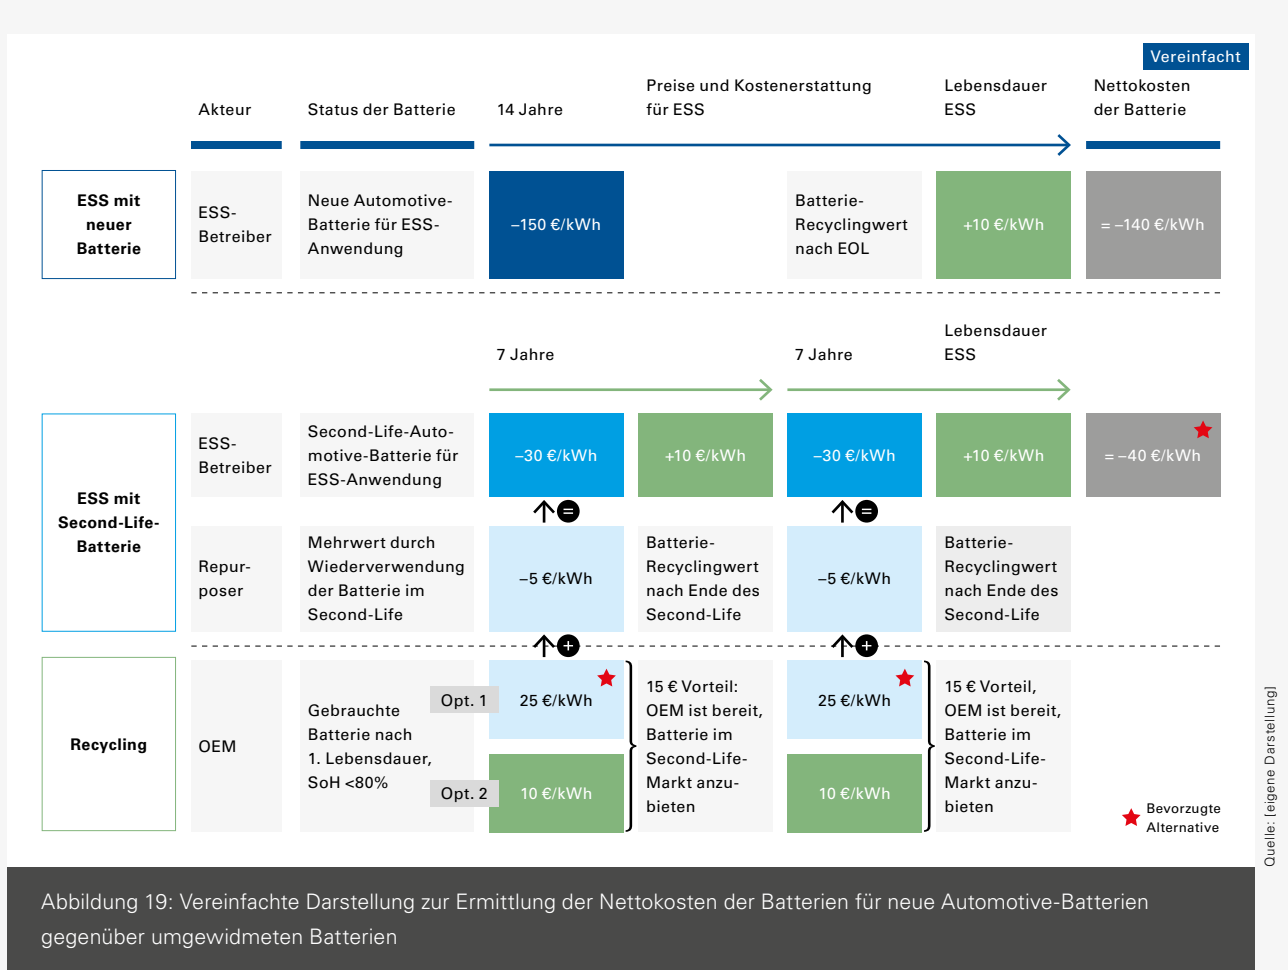 Vereinfacht
Akteur
Status der Batterie
14 Jahre
Preise und Kostenerstattung
für ESS
Lebensdauer
ESS
Nettokosten
der Batterie
ESS mit
neuer
Batterie
ESS-
Betreiber
Neue Automotive-
Batterie für ESS-
Anwendung
–150 €/kWh
Batterie-
Recyclingwert
nach EOL
+10 €/kWh
= –140 €/kWh
7 Jahre
7 Jahre
Lebensdauer
ESS
ESS mit
Second-Life-
Batterie
ESS-
Betreiber
Second-Life-Auto-
motive-Batterie für
ESS-Anwendung
–30 €/kWh
+10 €/kWh
–30 €/kWh
+10 €/kWh
= –40 €/kWh
=
=
Repur-
poser
Mehrwert durch
Wiederverwendung
der Batterie im
Second-Life
–5 €/kWh
Batterie-
Recyclingwert
nach Ende des
Second-Life
–5 €/kWh
Batterie-
Recyclingwert
nach Ende des
Second-Life
+
+
Recycling
OEM
Gebrauchte
Batterie nach
1. Lebensdauer,
SoH <80%
Opt. 1
25 €/kWh
Opt. 2
10 €/kWh
15 € Vorteil:
OEM ist bereit,
Batterie im
Second-Life-
Markt anzu-
bieten
25 €/kWh
10 €/kWh
15 € Vorteil,
OEM ist bereit,
Batterie im
Second-Life-
Markt anzu-
bieten
Bevorzugte
Alternative
Quelle: [eigene Darstellung]
Abbildung 19: Vereinfachte Darstellung zur Ermittlung der Nettokosten der Batterien für neue Automotive-Batterien
gegenüber umgewidmeten Batterien